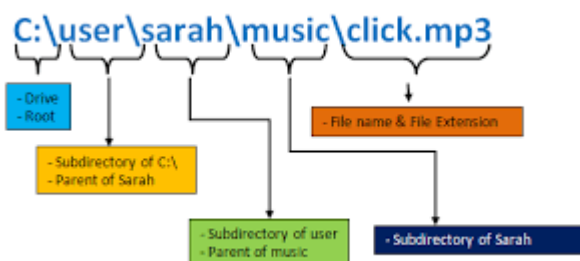 C:\user\sarah\music\click.mp3
- Drive
- Root
- File name & File Extension
- Subdirectory of C:\
- Parent of Sarah
- Subdirectory of user
- Parent of music
- Subdirectory of Sarah